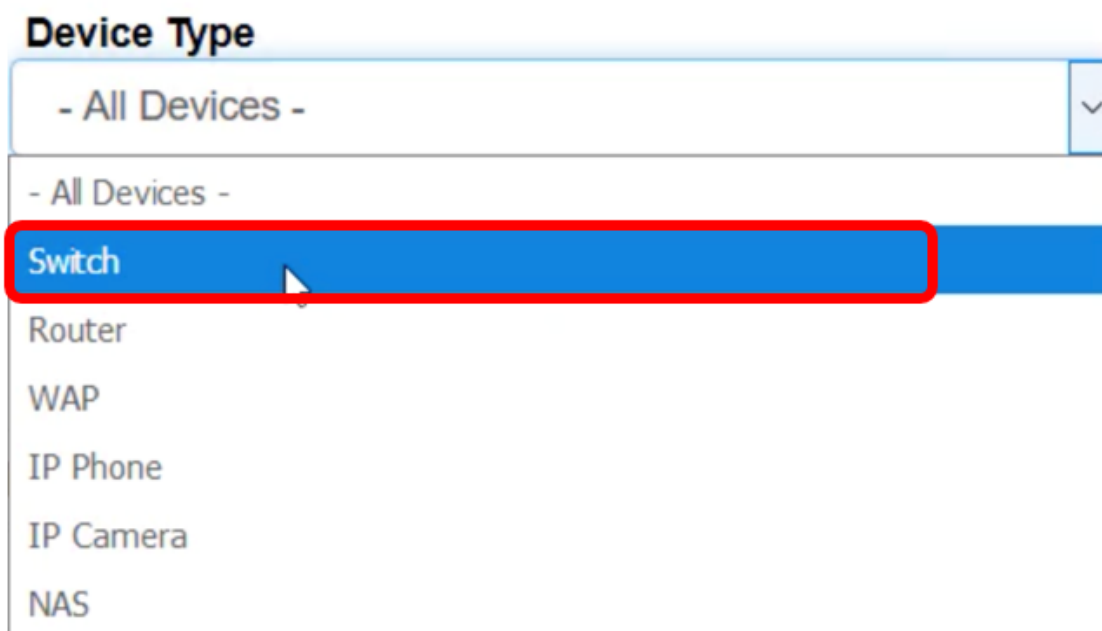 Device Type
- All Devices -
- All Devices -
Switch
Router
WAP
IP Phone
IP Camera
NAS